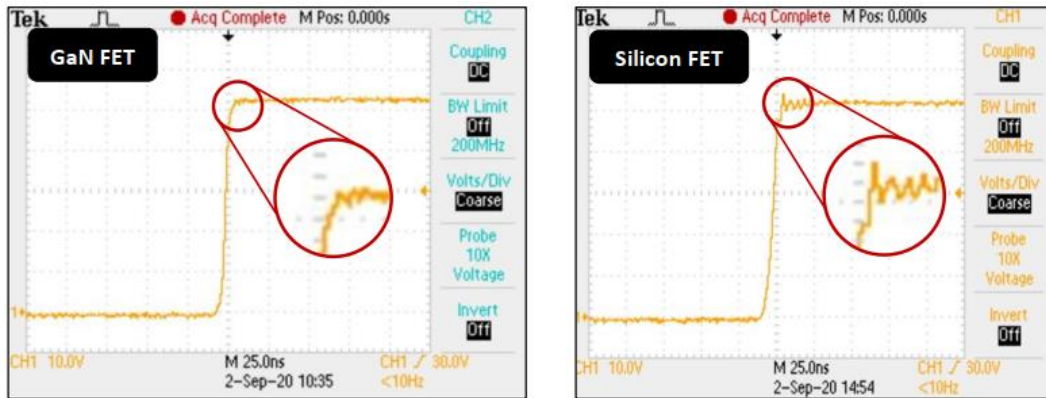 Tek
Acq Complete
M Pos: 0.000s
CH2
GaN FET
Coupling
DC
BW Limit
Off
200MHz
Volts/Div
Coarse
Probe
10X
Voltage
Invert
Off
1
CH1 10.0V
M 25.0ns
CH1 30.0V
2-Sep-20 10:35
<10Hz
Tek
Acq Complete
M Pos: 0.000s
CH1
Silicon FET
Coupling
DC
BW Limit
Off
200MHz
Volts/Div
Coarse
Probe
10X
Voltage
Invert
Off
1
CH1 10.0V
M 25.0ns
CH1 30.0V
2-Sep-20 14:54
<10Hz